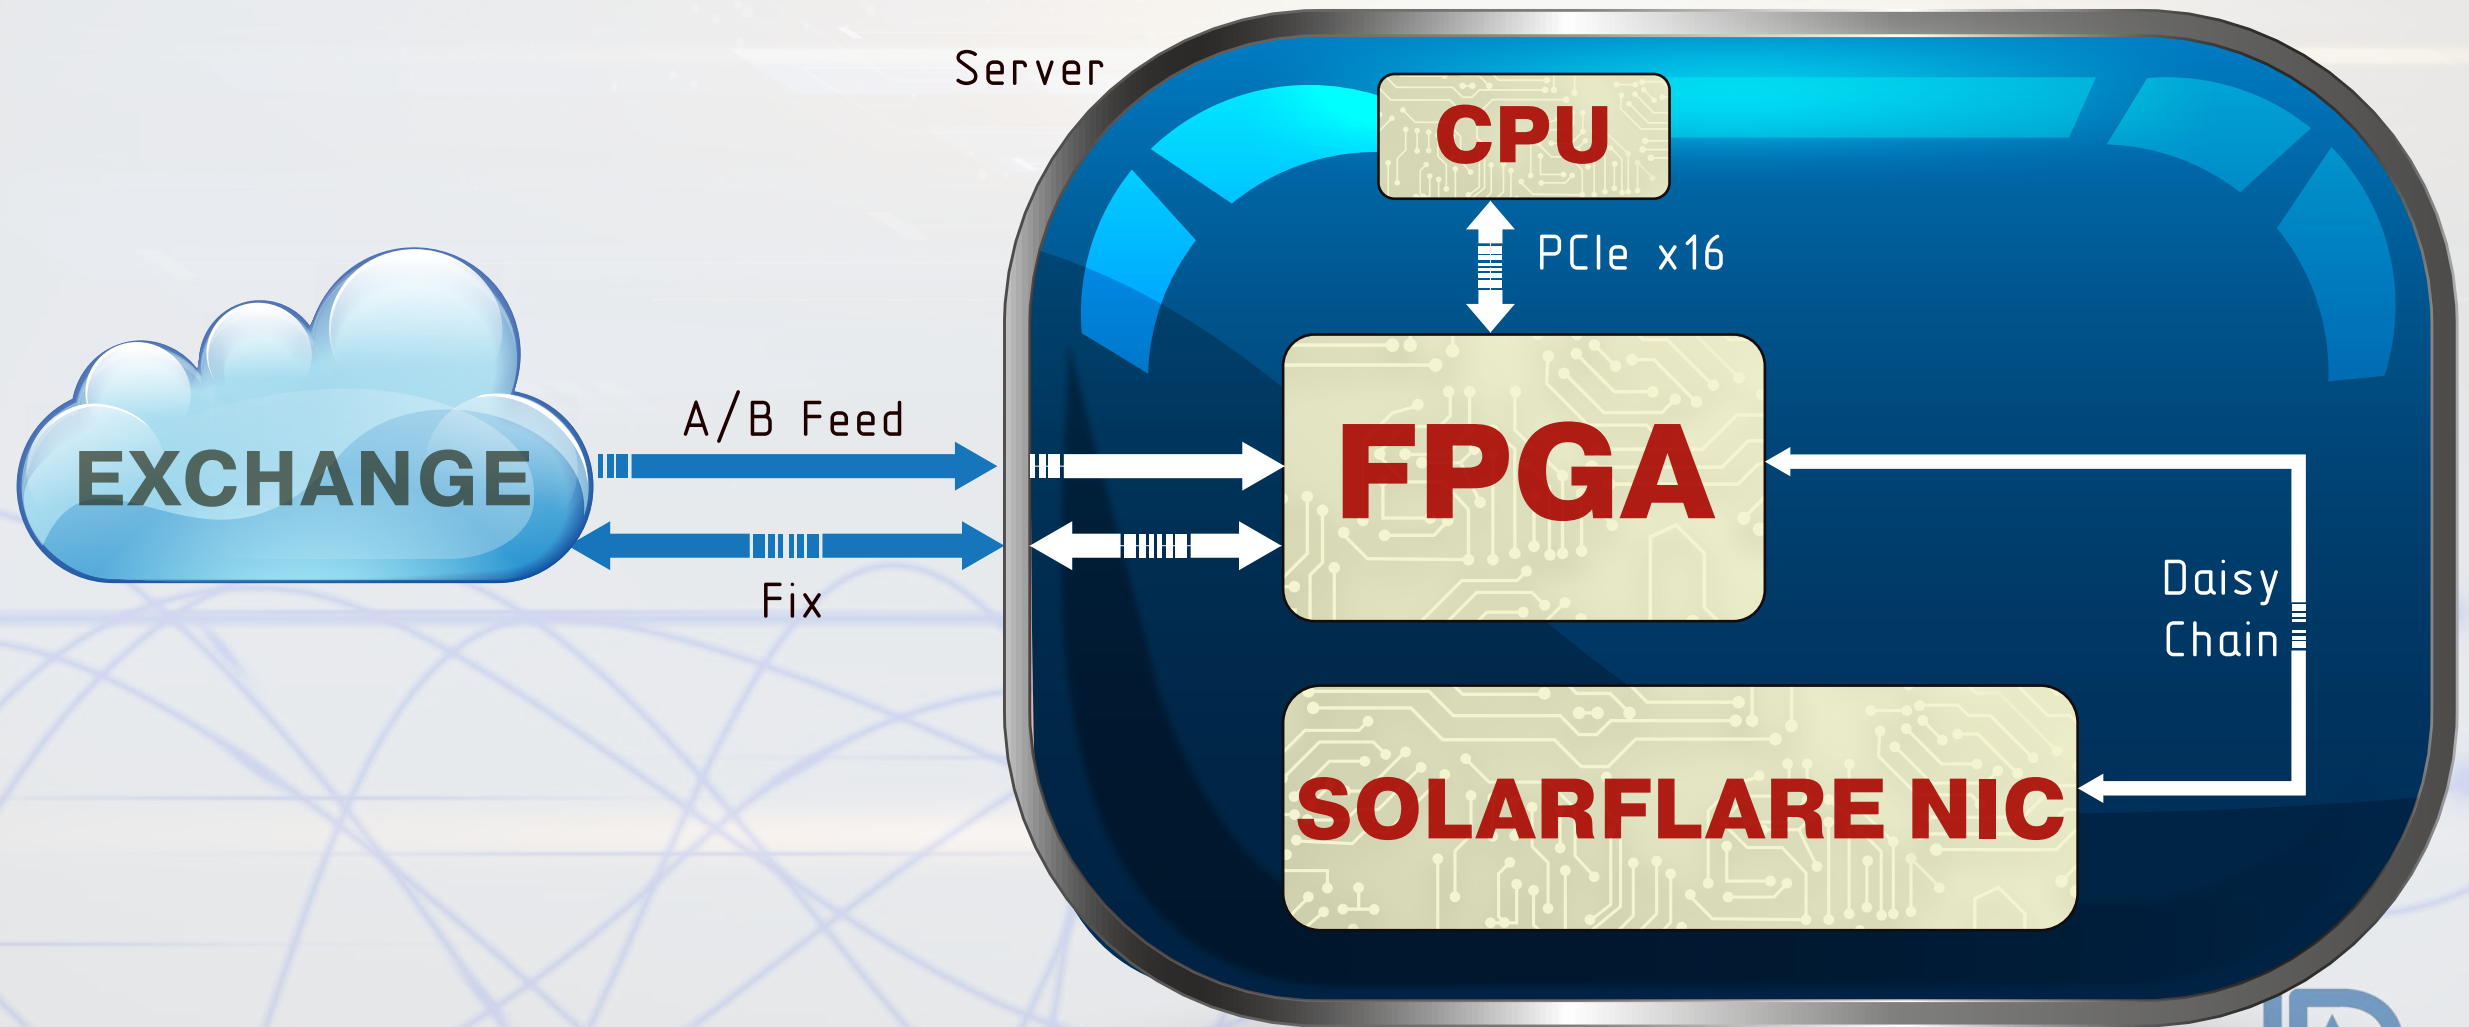 Server
CPU
PCIe x16
A/B Feed
EXCHANGE
FPGA
Fix
Daisy
Chain
SOLARFLARE NIC